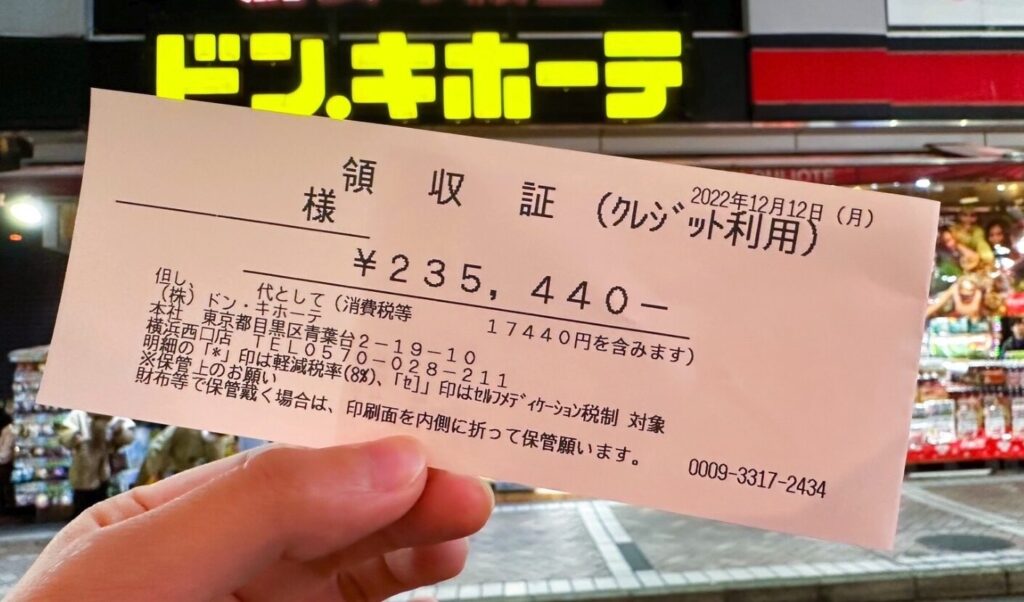 ドン.キホーテ
領収証(ｸﾚｼﾞｯﾄ利用)
2022年12月12日(月)
様
¥235,440−
但し、 代として(消費税等 17440円を含みます)
(株)ドン・キホーテ
本社 東京都目黒区青葉台2−19−10
横浜西口店 TEL0570−028−211
明細の「*」印は軽減税率(8%)、「ｾ]」印はｾﾙﾌﾒﾃﾞｨｹｰｼｮﾝ税制 対象
※保管上のお願い
財布等で保管戴く場合は、印刷面を内側に折って保管願います。
0009-3317-2434